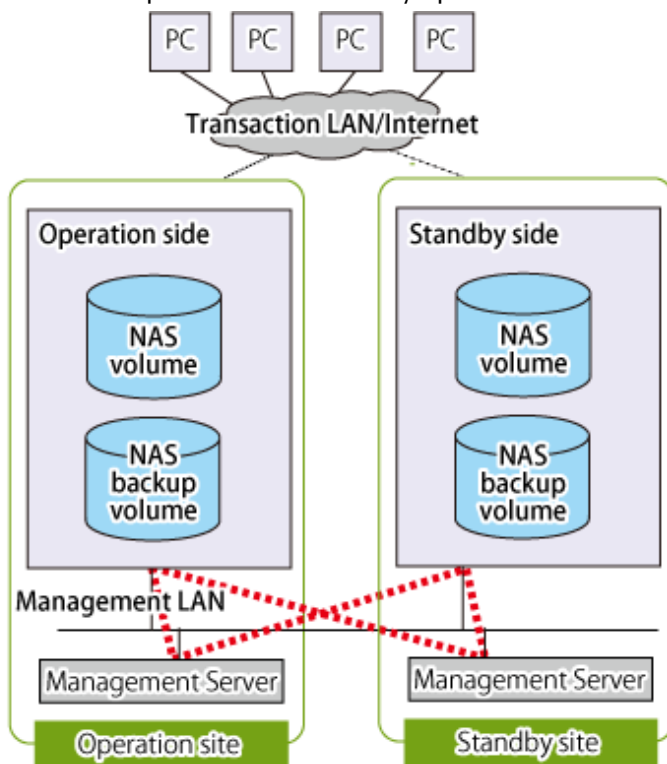 PC PC PC PC
Transaction LAN/Internet
Operation side
NAS
volume
NAS
backup
volume
Standby side
NAS
volume
NAS
backup
volume
Management LAN
Management Server
Management Server
Operation site
Standby site